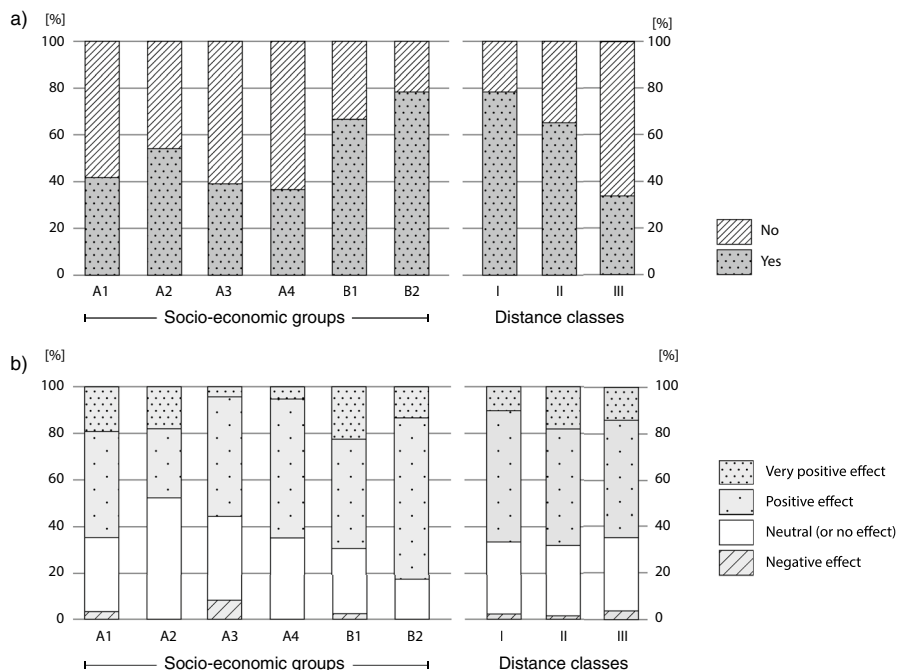 a)
[%]
[%]
100
80
60
40
20
0
100
80
60
40
20
0
A1 A2 A3 A4 B1 B2
I II III
Socio-economic groups
Distance classes
No
Yes
b)
[%]
[%]
100
80
60
40
20
0
100
80
60
40
20
0
A1 A2 A3 A4 B1 B2
I II III
Socio-economic groups
Distance classes
Very positive effect
Positive effect
Neutral (or no effect)
Negative effect